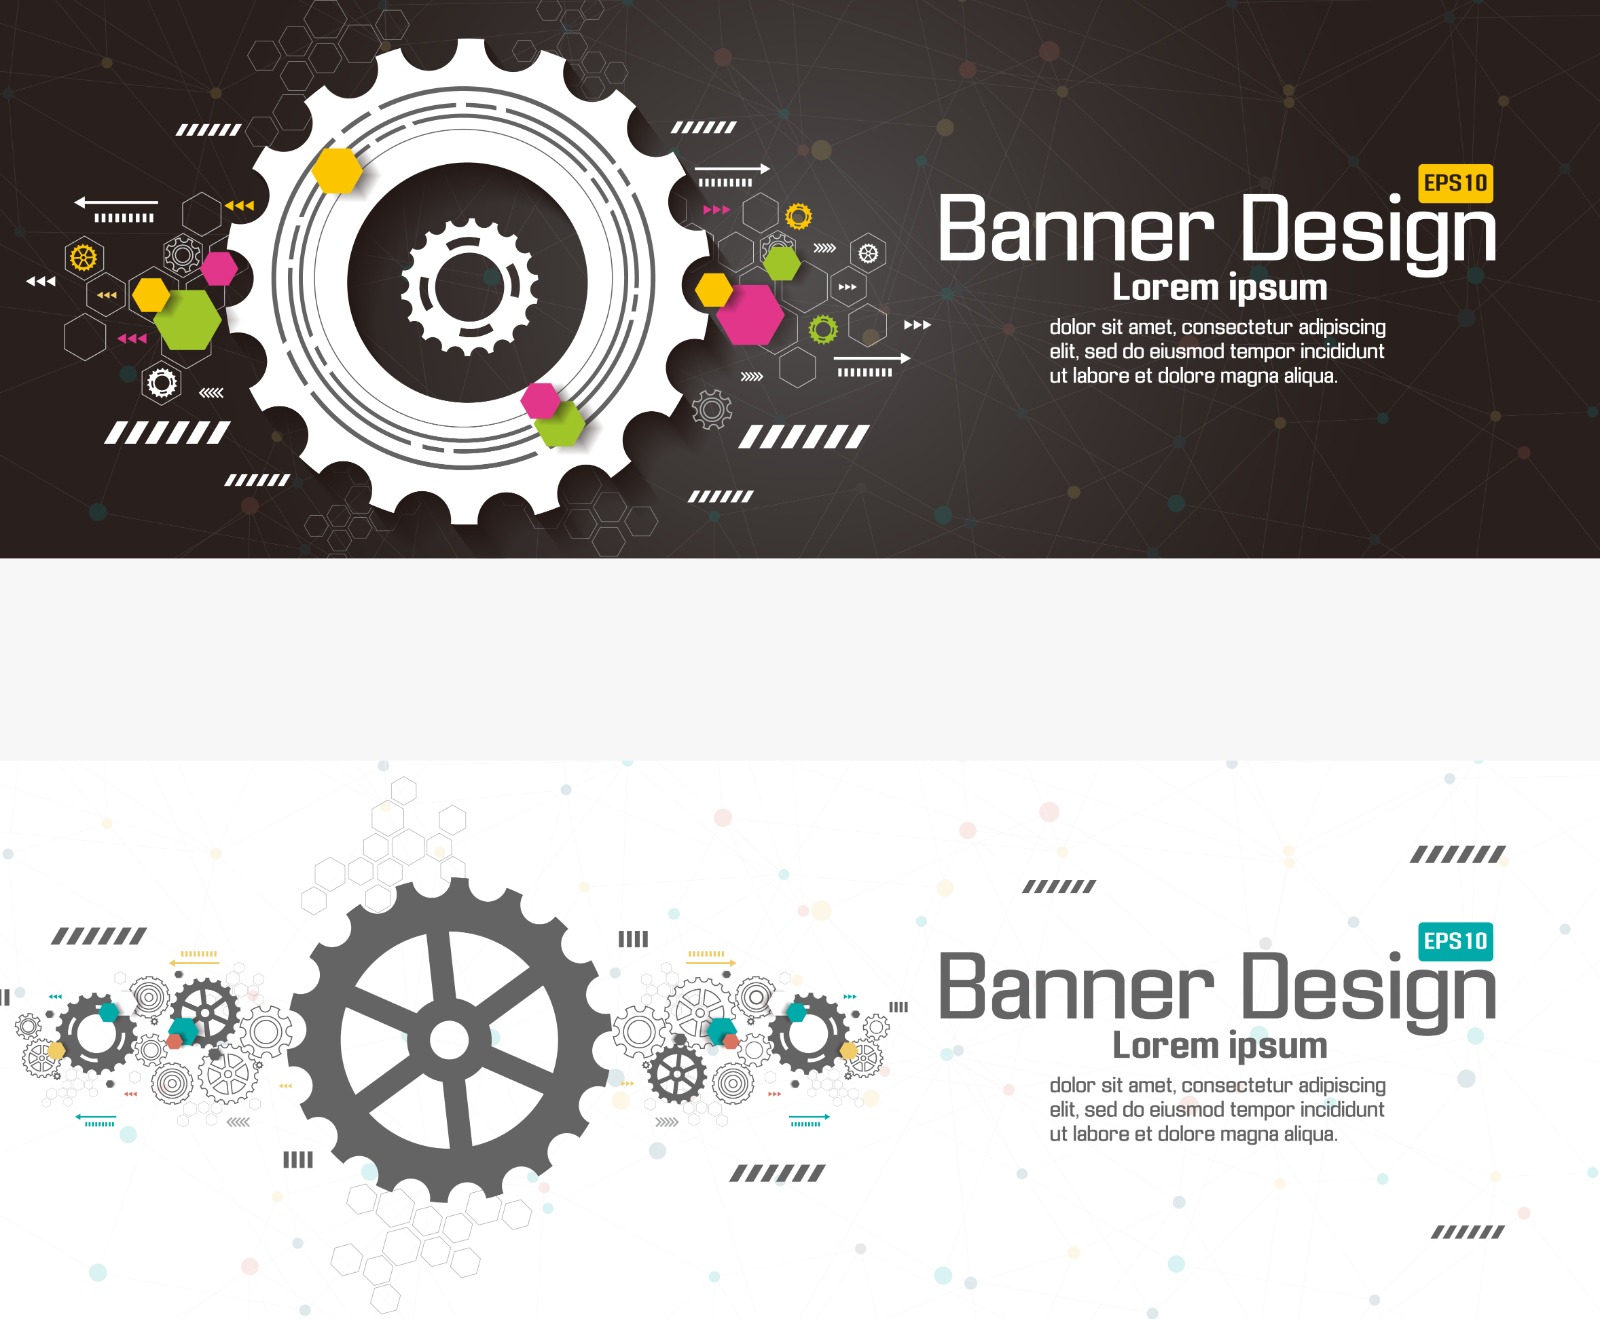 EPS10
Banner Design
Lorem ipsum
dolor sit amet, consectetur adipiscing
elit, sed do eiusmod tempor incididunt
ut labore et dolore magna aliqua.
EPS10
Banner Design
Lorem ipsum
dolor sit amet, consectetur adipiscing
elit, sed do eiusmod tempor incididunt
ut labore et dolore magna aliqua.